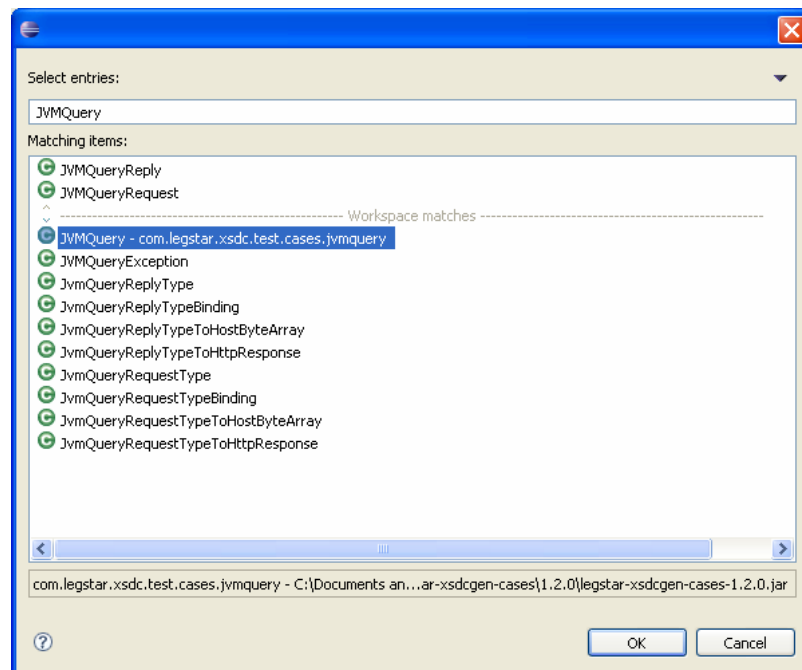 Select entries:
JVMQuery
Matching items:
JVMQueryReply
JVMQueryRequest
Workspace matches
JVMQuery - com.legstar.xsdc.test.cases.jvmquery
JVMQueryException
JvmQueryReplyType
JvmQueryReplyTypeBinding
JvmQueryReplyTypeToHostByteArray
JvmQueryReplyTypeToHttpResponse
JvmQueryRequestType
JvmQueryRequestTypeBinding
JvmQueryRequestTypeToHostByteArray
JvmQueryRequestTypeToHttpResponse
com.legstar.xsdc.test.cases.jvmquery - C:\Documents an...ar-xsdcgen-cases\1.2.0\legstar-xsdcgen-cases-1.2.0.jar
OK Cancel